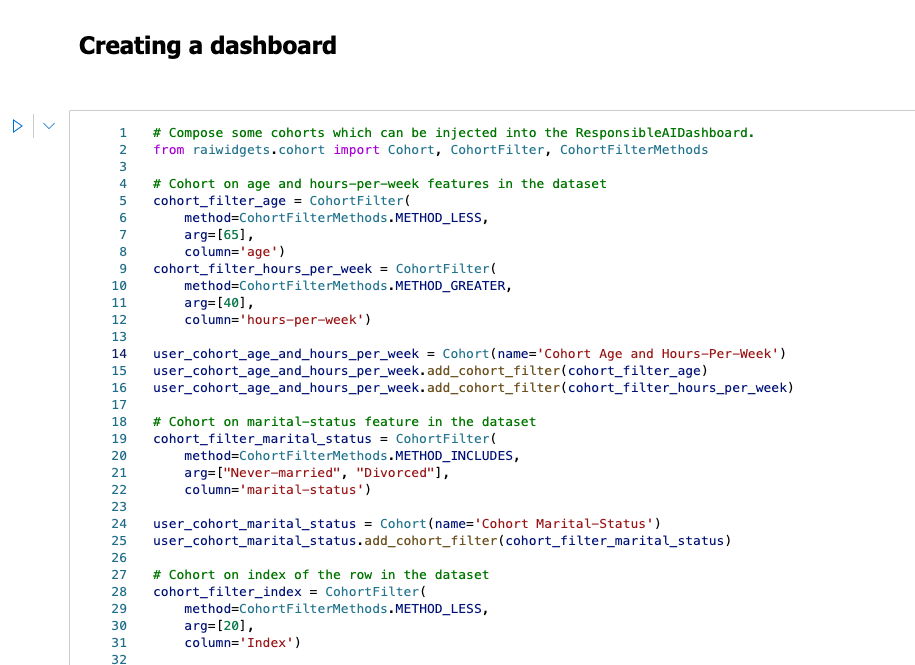 Creating a dashboard
1 # Compose some cohorts which can be injected into the ResponsibleAIDashboard.
2 from raiwidgets.cohort import Cohort, CohortFilter, CohortFilterMethods
3
4 # Cohort on age and hours-per-week features in the dataset
5 cohort_filter_age = CohortFilter(
6     method=CohortFilterMethods.METHOD_LESS,
7     arg=[65],
8     column='age')
9 cohort_filter_hours_per_week = CohortFilter(
10     method=CohortFilterMethods.METHOD_GREATER,
11     arg=[40],
12     column='hours-per-week')
13
14 user_cohort_age_and_hours_per_week = Cohort(name='Cohort Age and Hours-Per-Week')
15 user_cohort_age_and_hours_per_week.add_cohort_filter(cohort_filter_age)
16 user_cohort_age_and_hours_per_week.add_cohort_filter(cohort_filter_hours_per_week)
17
18 # Cohort on marital-status feature in the dataset
19 cohort_filter_marital_status = CohortFilter(
20     method=CohortFilterMethods.METHOD_INCLUDES,
21     arg=["Never-married", "Divorced"],
22     column='marital-status')
23
24 user_cohort_marital_status = Cohort(name='Cohort Marital-Status')
25 user_cohort_marital_status.add_cohort_filter(cohort_filter_marital_status)
26
27 # Cohort on index of the row in the dataset
28 cohort_filter_index = CohortFilter(
29     method=CohortFilterMethods.METHOD_LESS,
30     arg=[20],
31     column='Index')
32